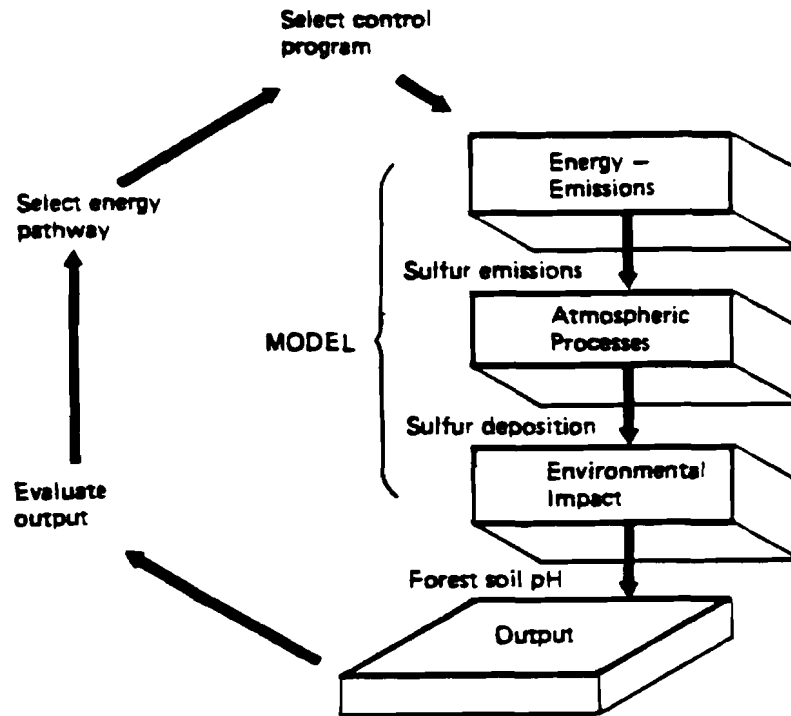 Select control
program
Energy –
Emissions
Select energy
pathway
Sulfur emissions
Atmospheric
Processes
MODEL
Sulfur deposition
Environmental
Impact
Evaluate
output
Forest soil pH
Output